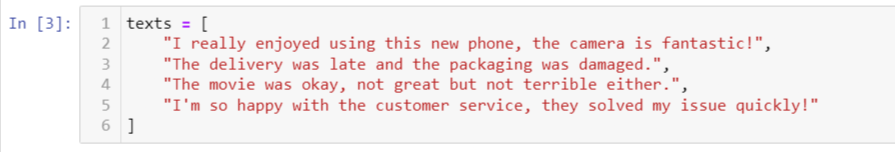 In [3]:
1 texts = [
2     "I really enjoyed using this new phone, the camera is fantastic!",
3     "The delivery was late and the packaging was damaged.",
4     "The movie was okay, not great but not terrible either.",
5     "I'm so happy with the customer service, they solved my issue quickly!"
6 ]